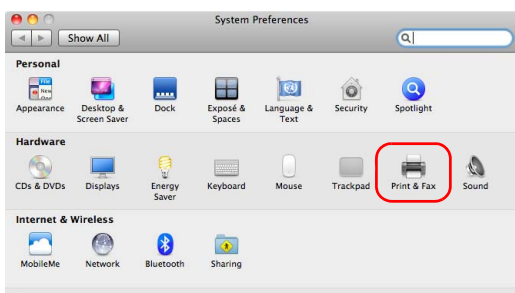 System Preferences
Show All
Personal
Appearance
Desktop &
Screen Saver
Dock
Exposé &
Spaces
Language &
Text
Security
Spotlight
Hardware
CDs & DVDs
Displays
Energy
Saver
Keyboard
Mouse
Trackpad
Print & Fax
Sound
Internet & Wireless
MobileMe
Network
Bluetooth
Sharing